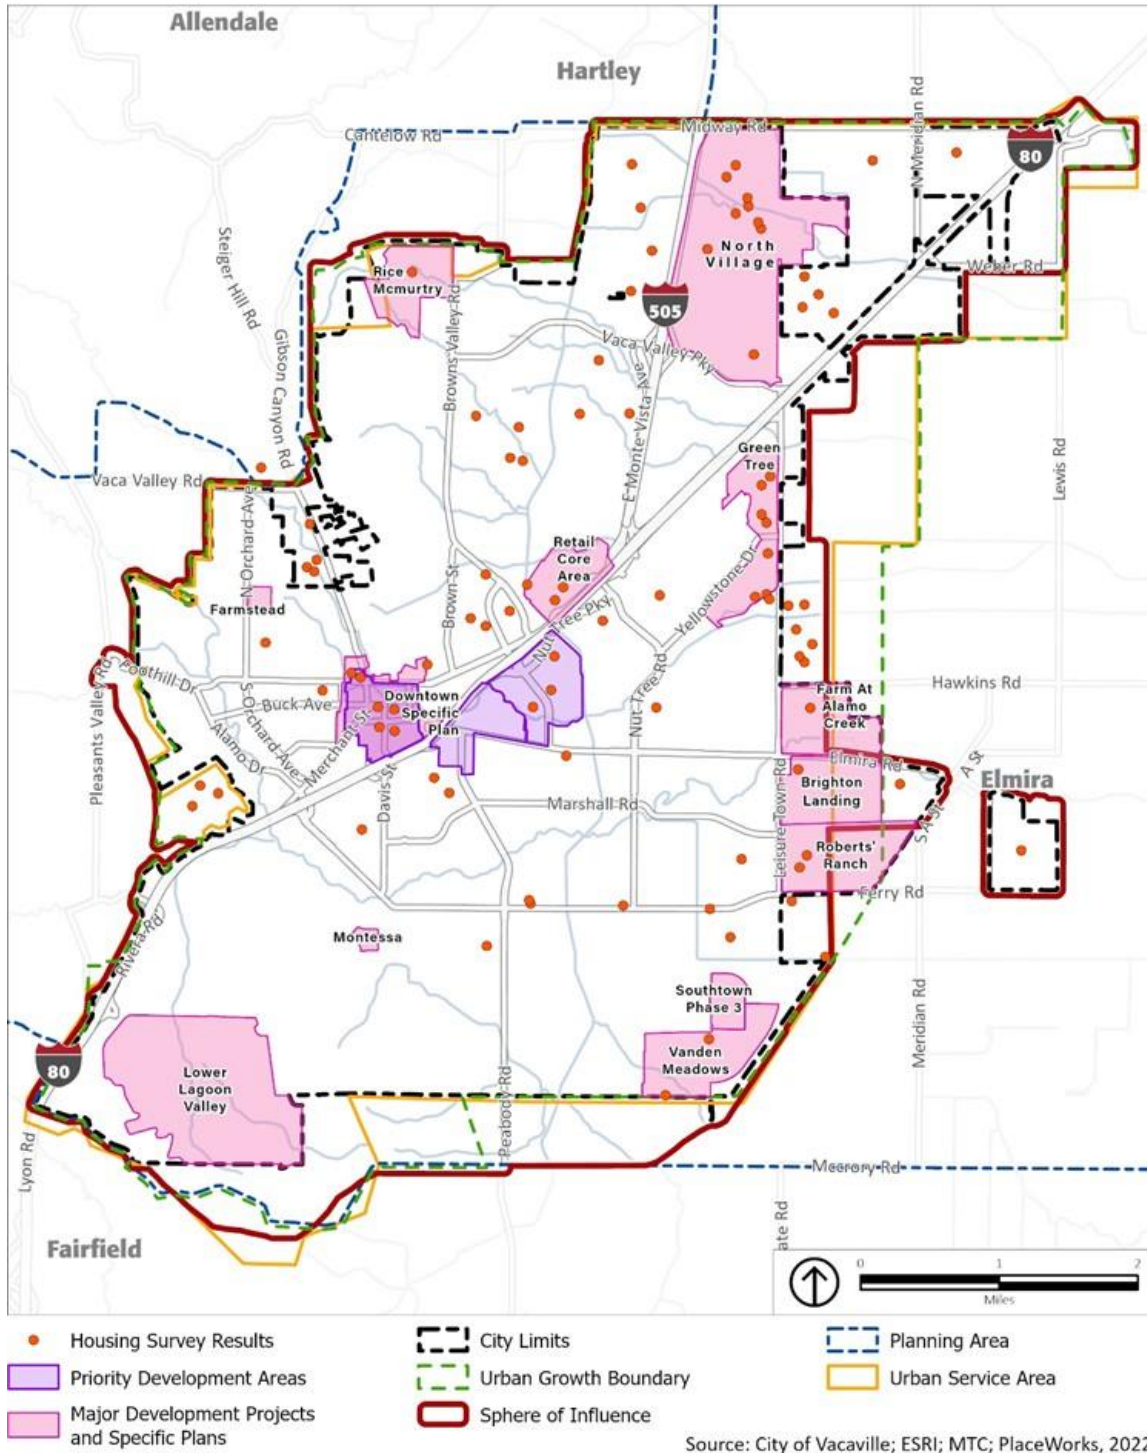 Allendale
Hartley
Cantelow Rd
Midway Rd
N Meridian Rd
80
Steiger Hill Rd
Gibson Canyon Rd
Rice
Mcmurtry
Browns Valley Rd
North
Village
Weber Rd
505
Vaca Valley Pky
E Monte Vista Ave
Green
Tree
Lewis Rd
Vaca Valley Rd
N Orchard Ave
Retail
Core
Area
Yellowstone Dr
Brown St
Farmstead
Nut Tree Pky
Foothill Dr
Pleasants Valley Rd
S Orchard Ave
Buck Ave
Downtown
Specific
Plan
Nut Tree Rd
Farm At
Alamo
Creek
Hawkins Rd
Alamo Dr
Merchant St
Davis St
Elmira Rd
A St
Elmira
Brighton
Landing
Marshall Rd
Leisure Town Rd
S A St
Roberts'
Ranch
Ferry Rd
Montessa
Rivera Rd
Southtown
Phase 3
Vanden
Meadows
Meridian Rd
80
Lower
Lagoon
Valley
Peabody Rd
Lyon Rd
Mccrory Rd
ate Rd
Fairfield
0 1 2
Miles
Housing Survey Results
City Limits
Planning Area
Priority Development Areas
Urban Growth Boundary
Urban Service Area
Major Development Projects
and Specific Plans
Sphere of Influence
Source: City of Vacaville; ESRI; MTC; PlaceWorks, 2022